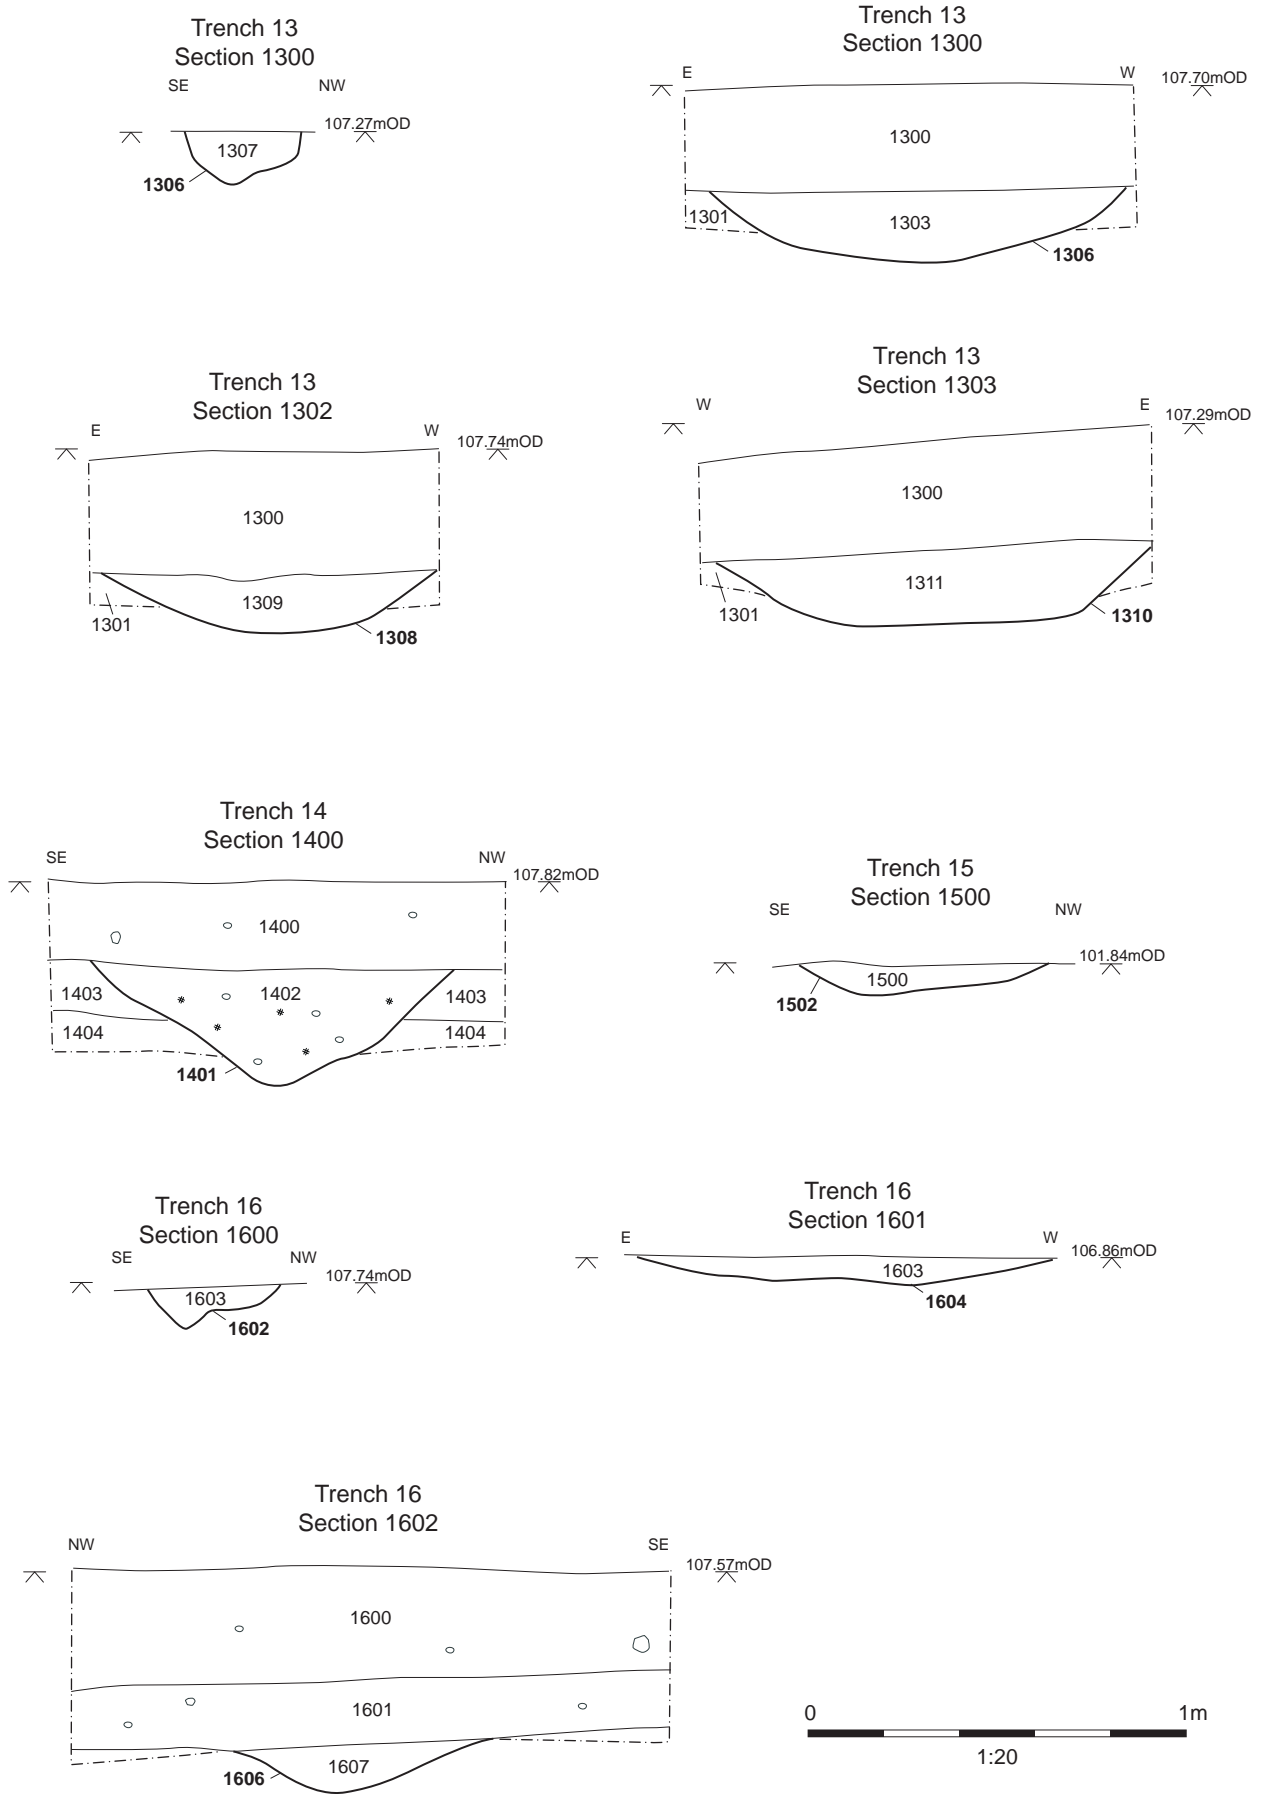 Trench 13
Section 1300
SE NW
107.27mOD
1307
1306
Trench 13
Section 1300
E W 107.70mOD
1300
1301 1303
1306
Trench 13
Section 1302
E W 107.74mOD
1300
1309
1301
1308
Trench 13
Section 1303
W E
107.29mOD
1300
1311
1301 1310
Trench 14
Section 1400
SE NW
107.82mOD
1400
1403 1402 1403
1404 1404
1401
Trench 15
Section 1500
SE NW
101.84mOD
1500
1502
Trench 16
Section 1600
SE NW
107.74mOD
1603
1602
Trench 16
Section 1601
E W
106.86mOD
1603
1604
Trench 16
Section 1602
NW SE
107.57mOD
1600
1601
1607
1606
0 1m
1:20